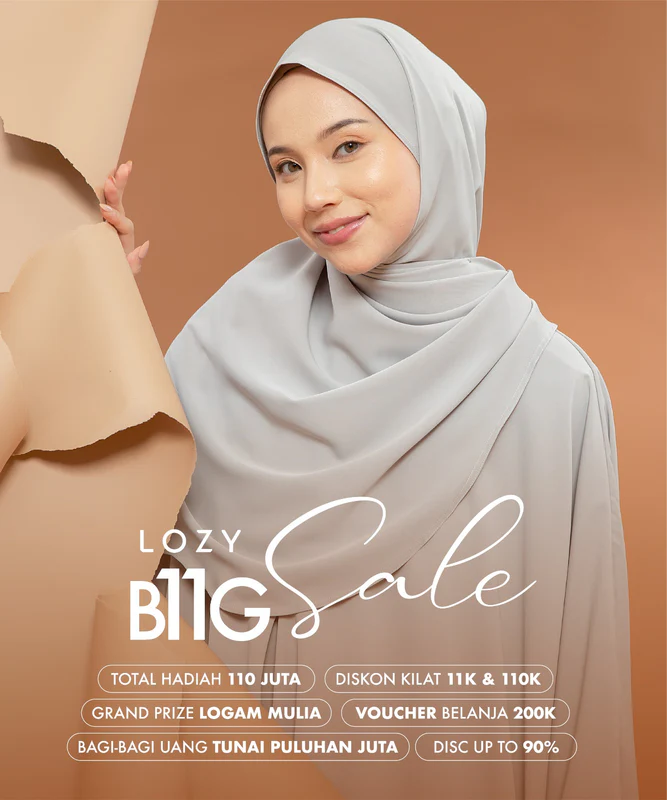 LOZY
B11G Sale
TOTAL HADIAH 110 JUTA
DISKON KILAT 11K & 110K
GRAND PRIZE LOGAM MULIA
VOUCHER BELANJA 200K
BAGI-BAGI UANG TUNAI PULUHAN JUTA
DISC UP TO 90%